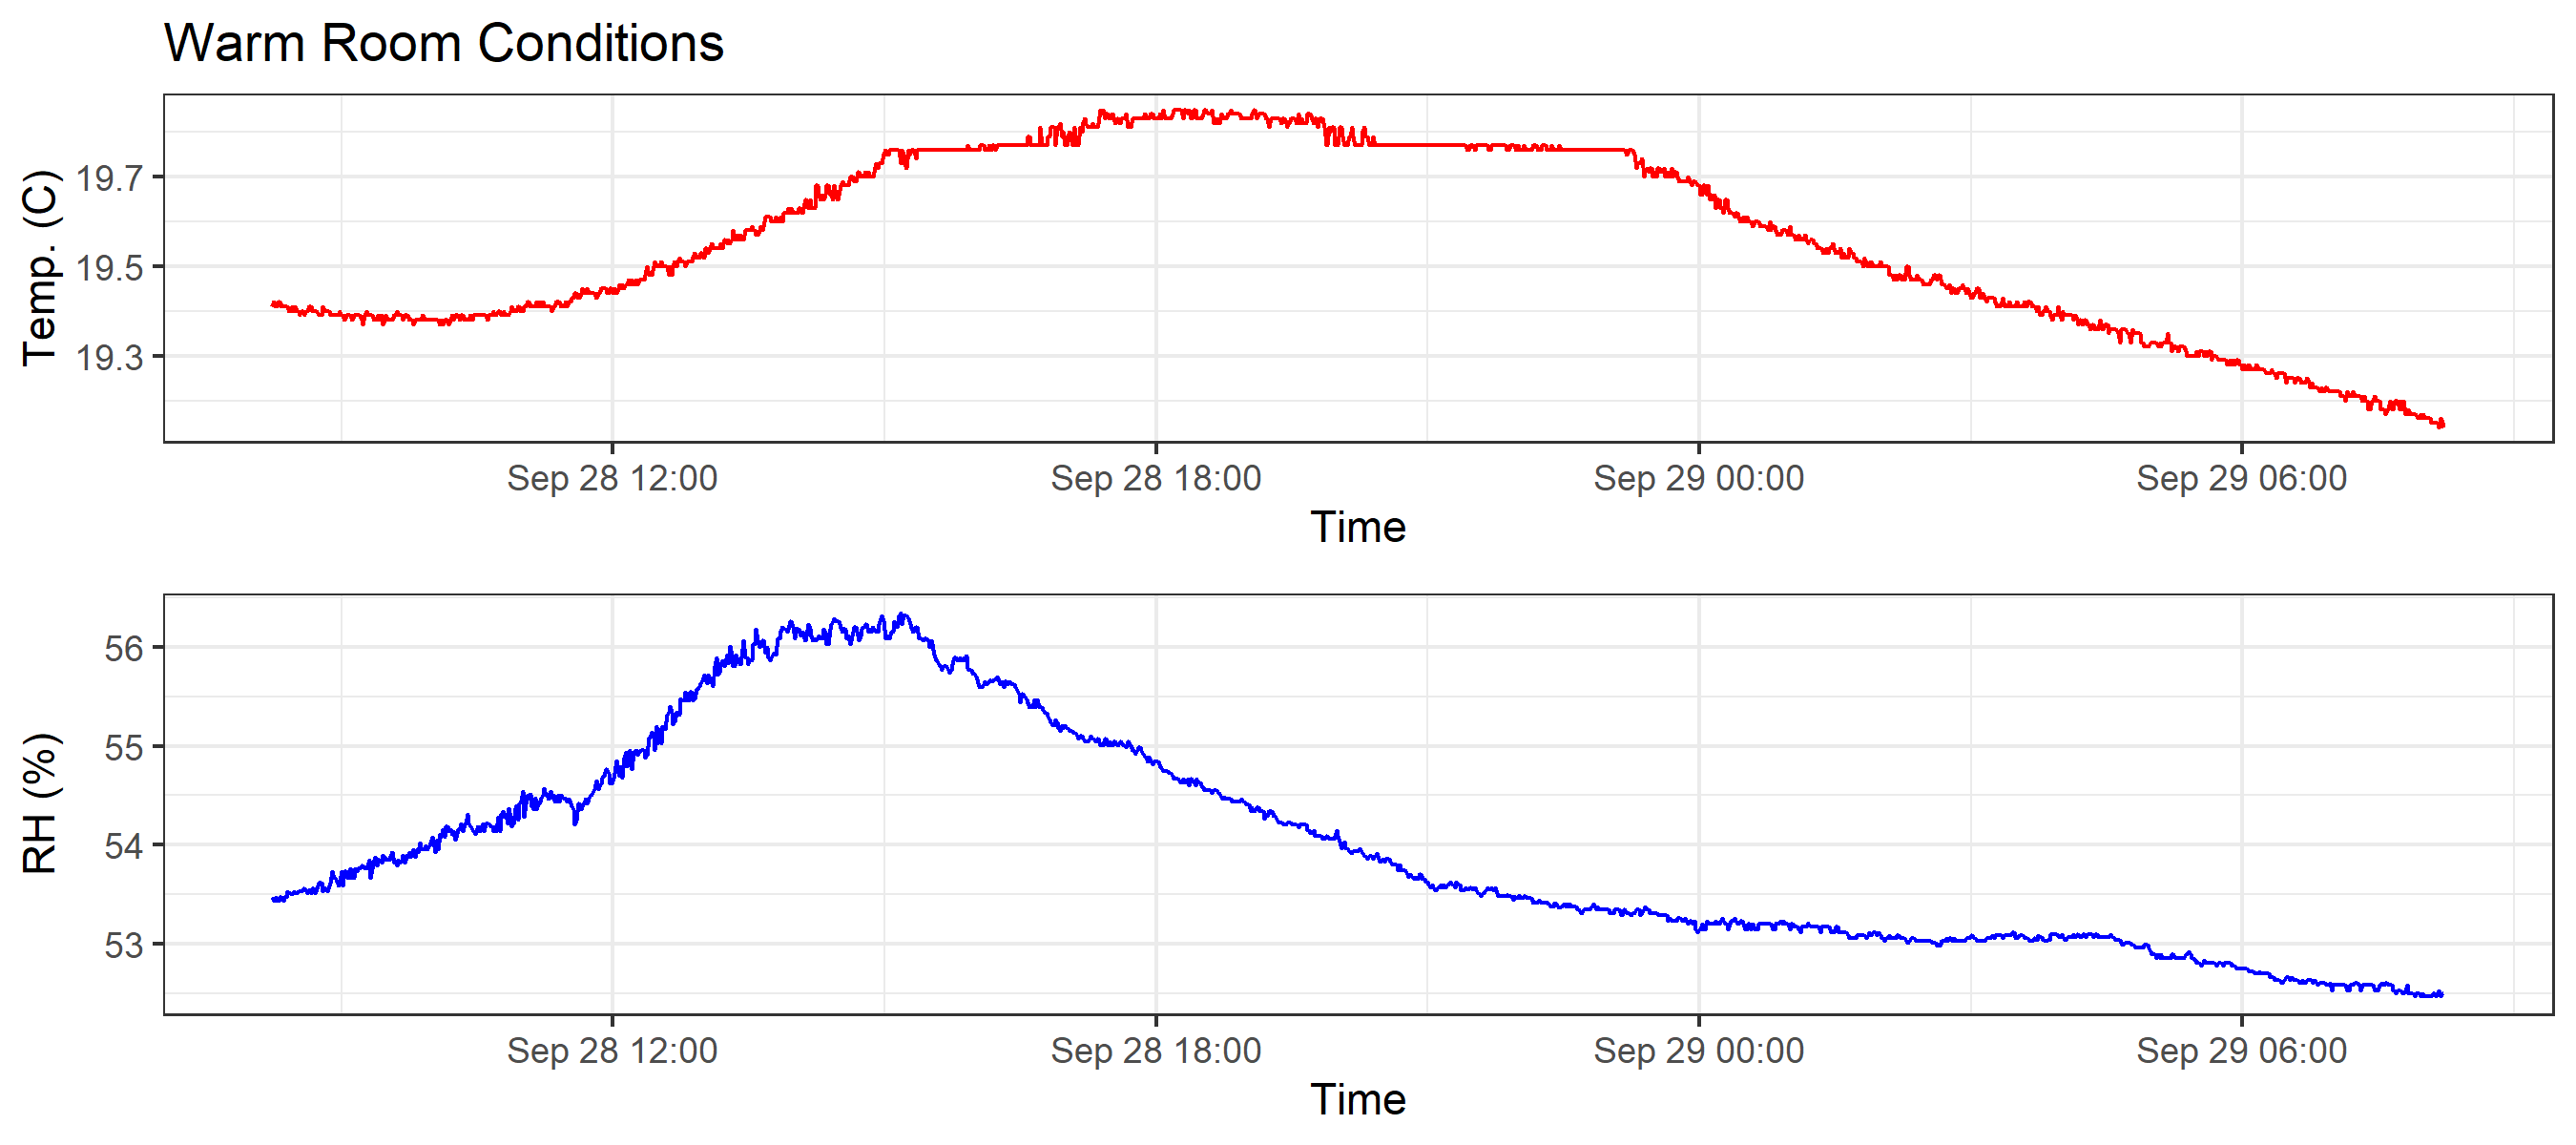 Warm Room Conditions
Temp. (C)
19.7
19.5
19.3
Sep 28 12:00 Sep 28 18:00 Sep 29 00:00 Sep 29 06:00
Time
RH (%)
56
55
54
53
Sep 28 12:00 Sep 28 18:00 Sep 29 00:00 Sep 29 06:00
Time